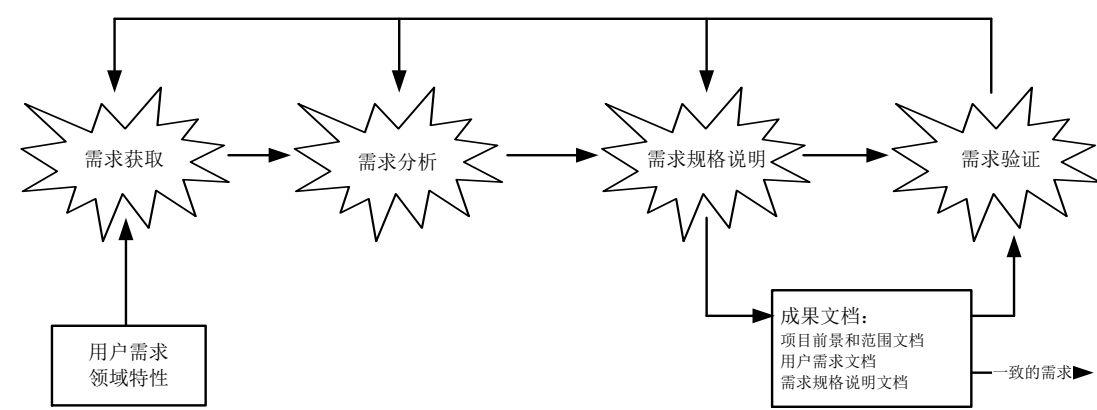 需求获取
需求分析
需求规格说明
需求验证
用户需求
领域特性
成果文档：
项目前景和范围文档
用户需求文档
需求规格说明文档
一致的需求